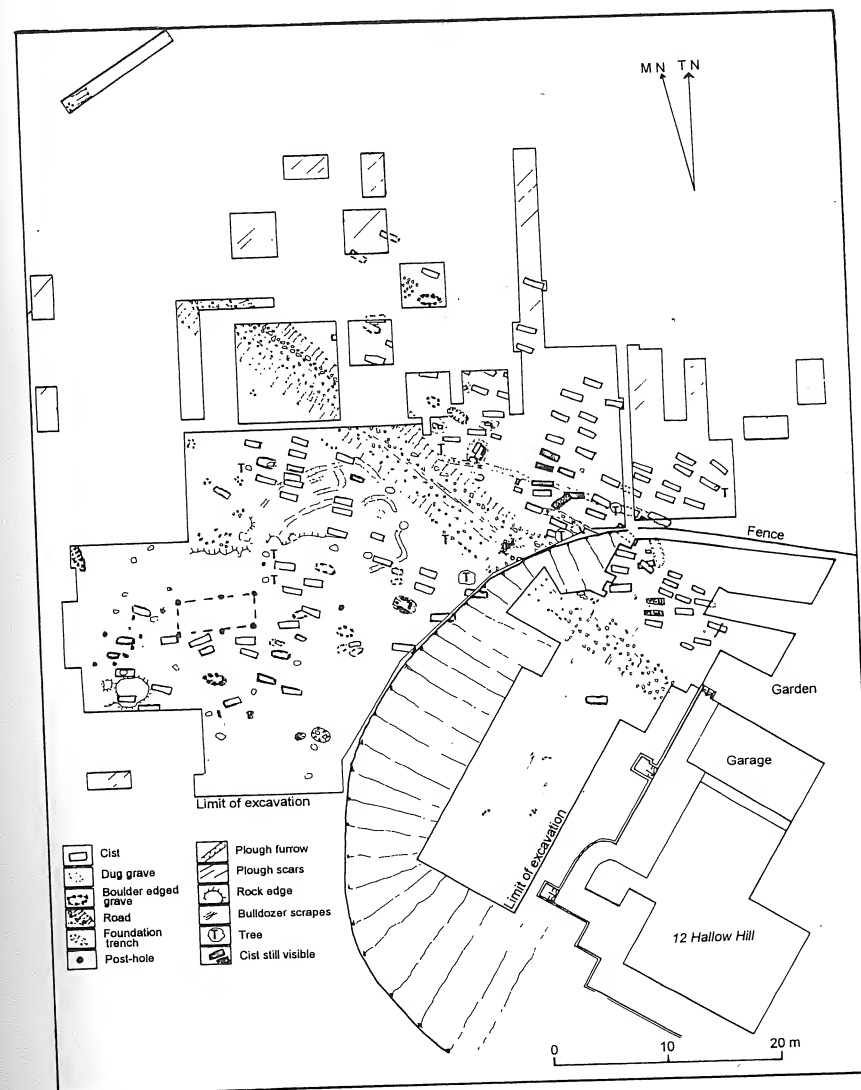 MN TN
T
T
T
T
T
T
T
T
T
Fence
Garden
Garage
Limit of excavation
Limit of excavation
12 Hallow Hill
Cist
Dug grave
Boulder edged
grave
Road
Foundation
trench
Post-hole
Plough furrow
Plough scars
Rock edge
Bulldozer scrapes
T Tree
Cist still visible
0 10 20 m